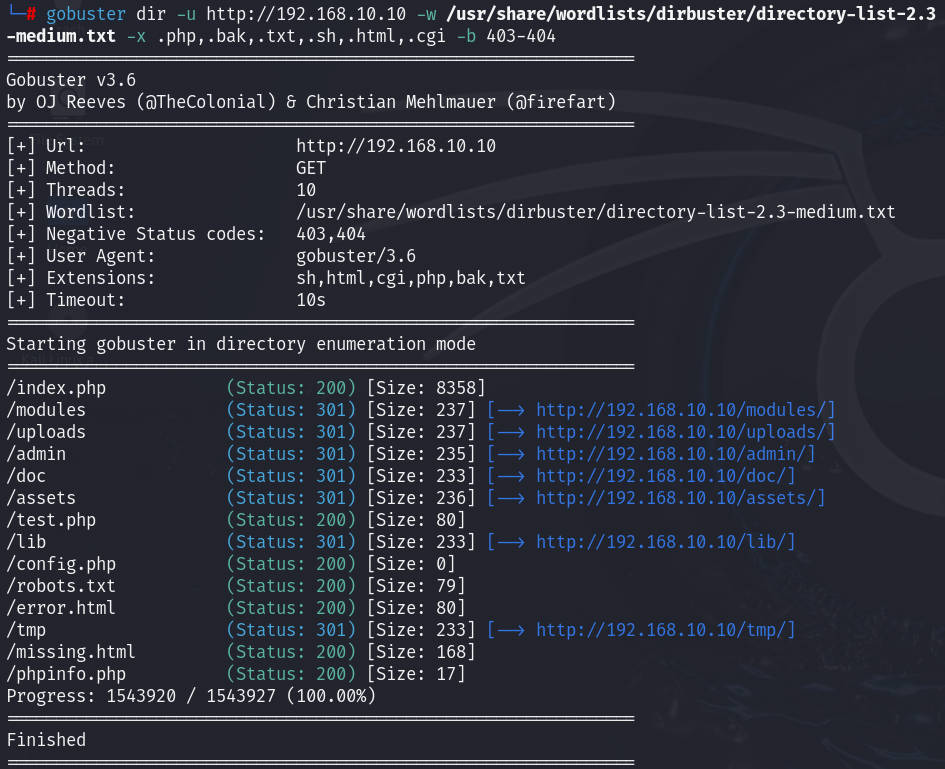 └─# gobuster dir -u http://192.168.10.10 -w /usr/share/wordlists/dirbuster/directory-list-2.3
-medium.txt -x .php,.bak,.txt,.sh,.html,.cgi -b 403-404
===============================================================
Gobuster v3.6
by OJ Reeves (@TheColonial) & Christian Mehlmauer (@firefart)
===============================================================
[+] Url:                     http://192.168.10.10
[+] Method:                  GET
[+] Threads:                 10
[+] Wordlist:                /usr/share/wordlists/dirbuster/directory-list-2.3-medium.txt
[+] Negative Status codes:   403,404
[+] User Agent:              gobuster/3.6
[+] Extensions:              sh,html,cgi,php,bak,txt
[+] Timeout:                 10s
===============================================================
Starting gobuster in directory enumeration mode
===============================================================
/index.php            (Status: 200) [Size: 8358]
/modules              (Status: 301) [Size: 237] [--> http://192.168.10.10/modules/]
/uploads              (Status: 301) [Size: 237] [--> http://192.168.10.10/uploads/]
/admin                (Status: 301) [Size: 235] [--> http://192.168.10.10/admin/]
/doc                  (Status: 301) [Size: 233] [--> http://192.168.10.10/doc/]
/assets               (Status: 301) [Size: 236] [--> http://192.168.10.10/assets/]
/test.php             (Status: 200) [Size: 80]
/lib                  (Status: 301) [Size: 233] [--> http://192.168.10.10/lib/]
/config.php           (Status: 200) [Size: 0]
/robots.txt           (Status: 200) [Size: 79]
/error.html           (Status: 200) [Size: 80]
/tmp                  (Status: 301) [Size: 233] [--> http://192.168.10.10/tmp/]
/missing.html         (Status: 200) [Size: 168]
/phpinfo.php          (Status: 200) [Size: 17]
Progress: 1543920 / 1543927 (100.00%)
===============================================================
Finished
===============================================================